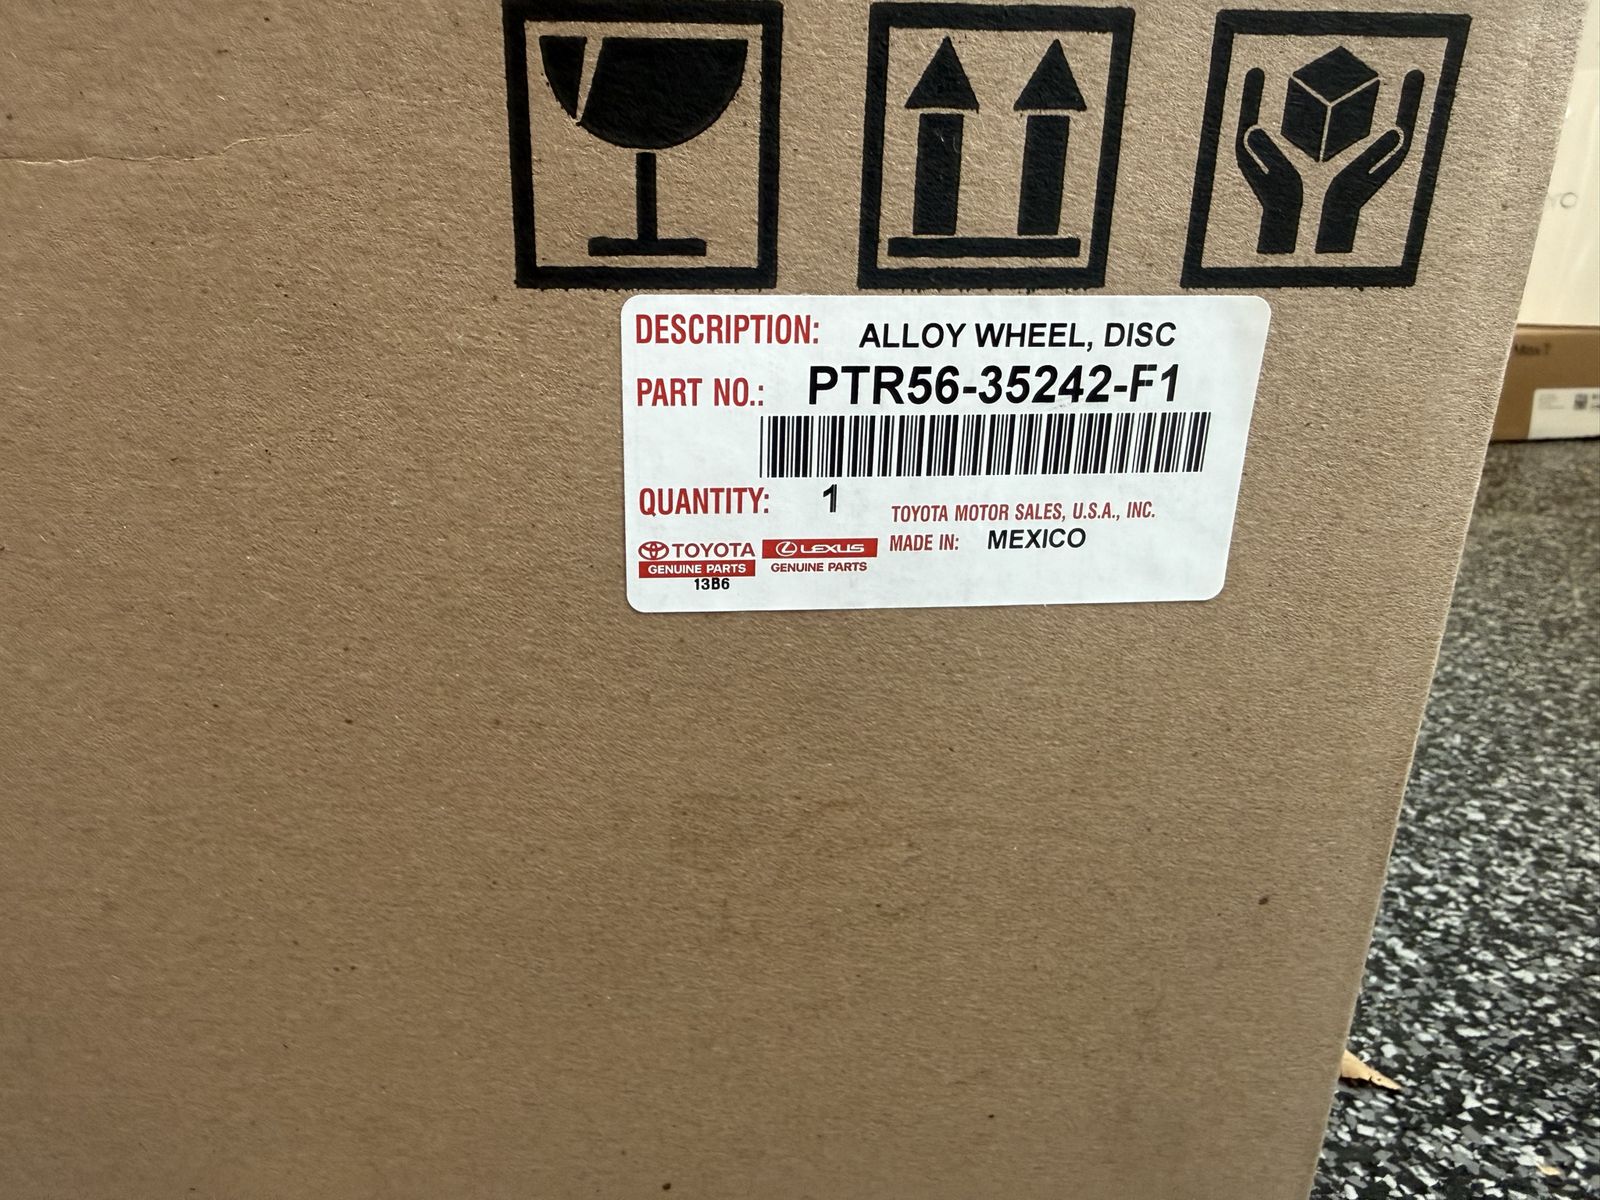 DESCRIPTION: ALLOY WHEEL, DISC
PART NO.: PTR56-35242-F1
QUANTITY: 1
TOYOTA MOTOR SALES, U.S.A., INC.
MADE IN: MEXICO
TOYOTA
GENUINE PARTS
13B6
LEXUS
GENUINE PARTS